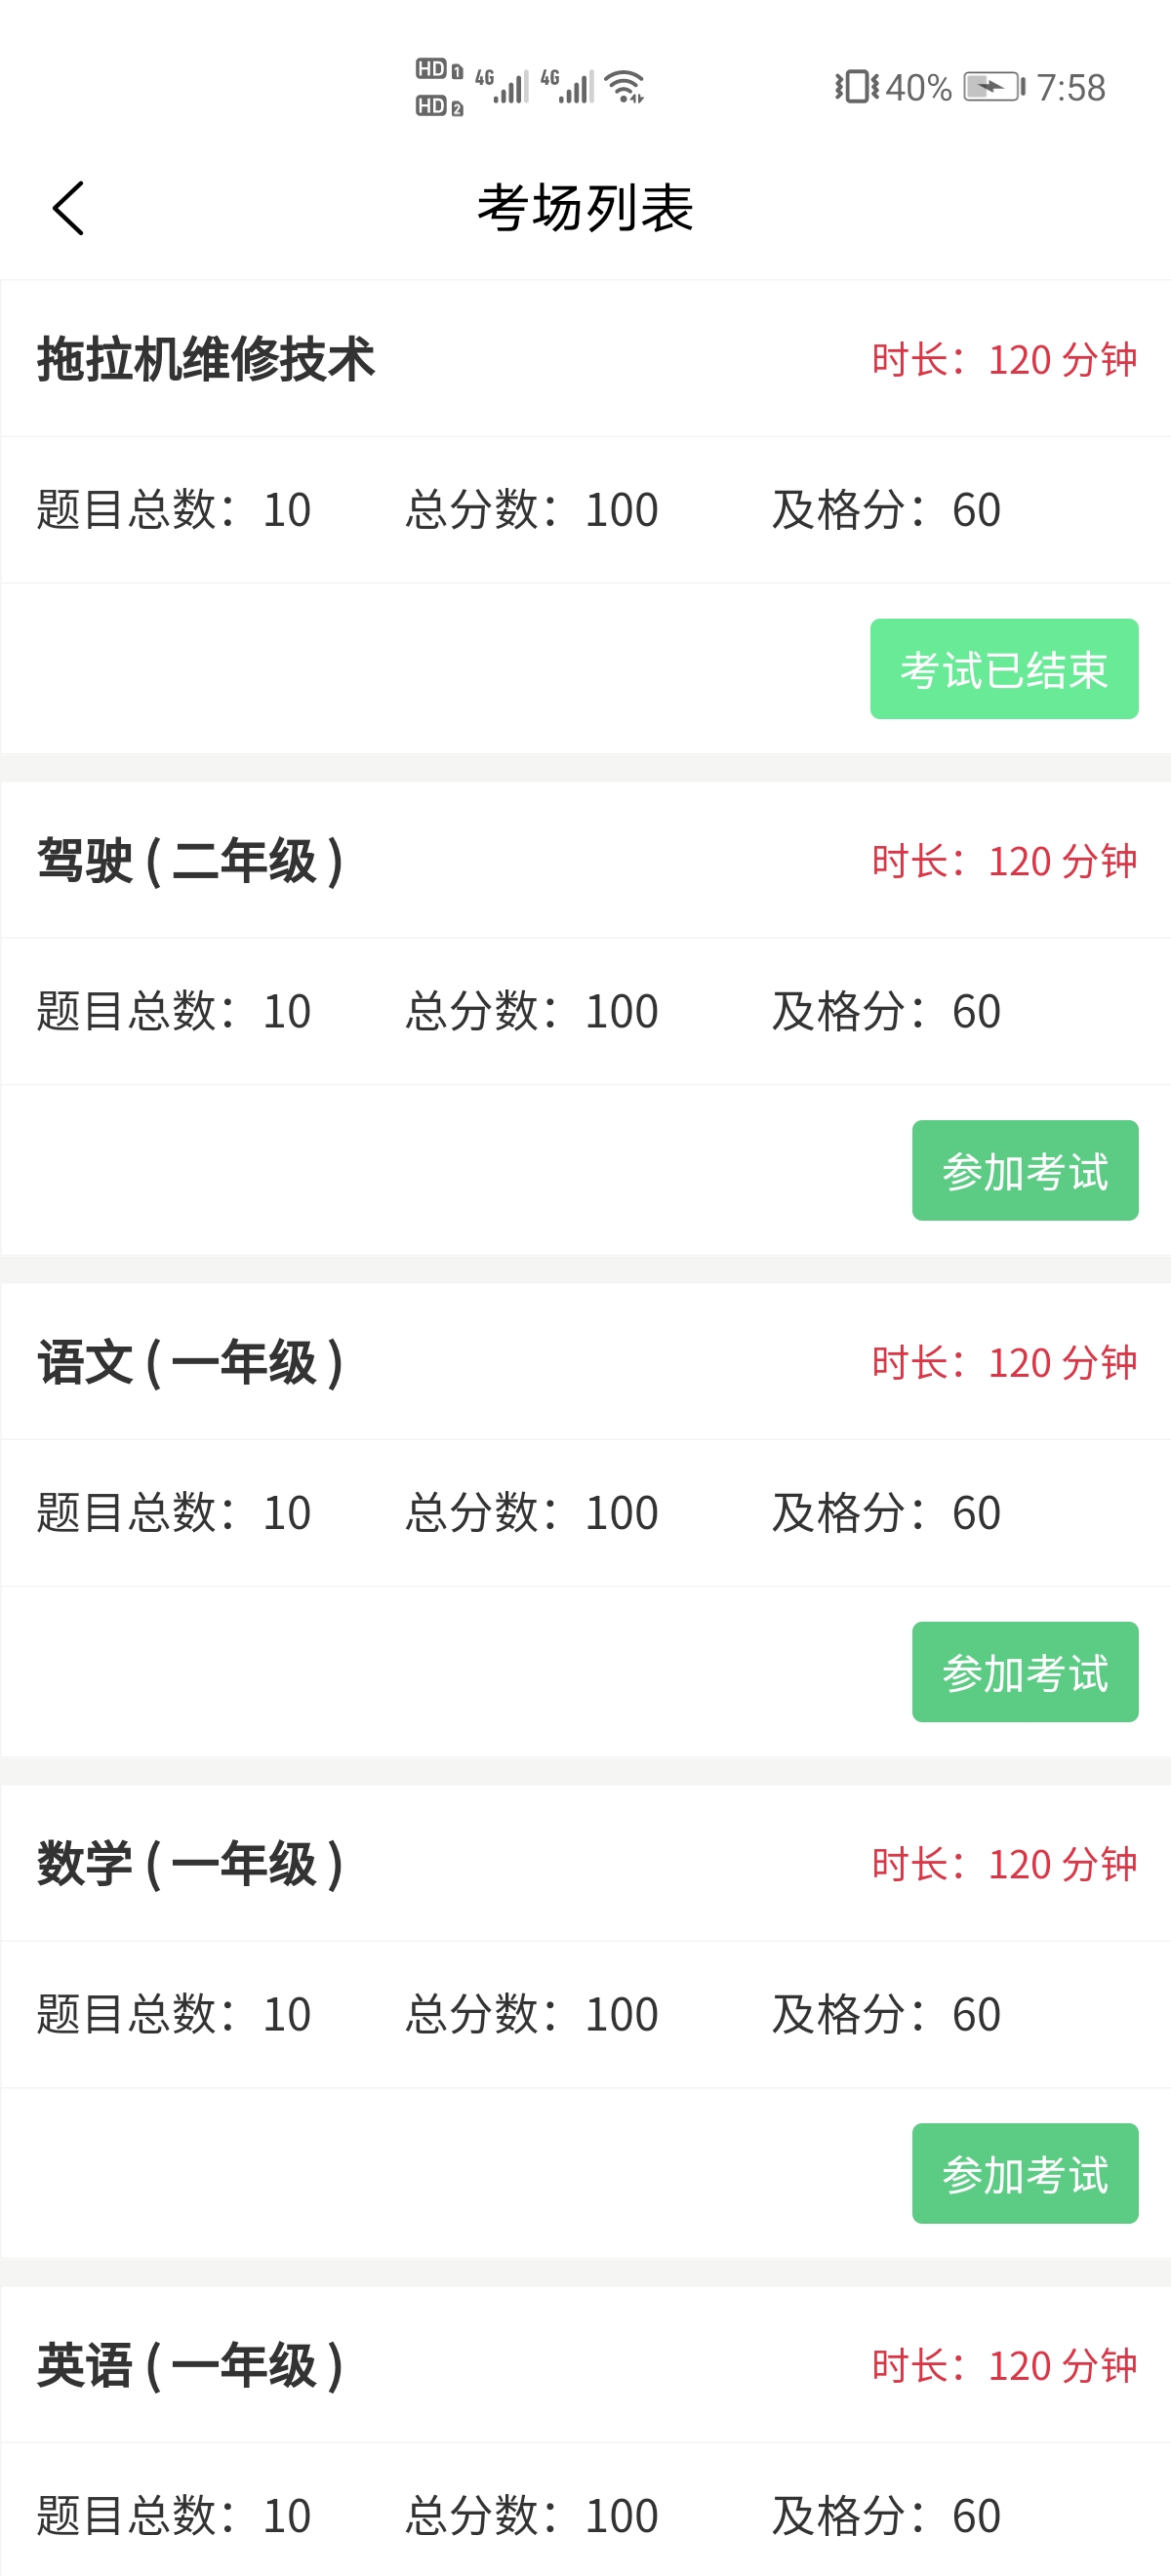 HD 1 4G 4G 40% 7:58
HD 2
考场列表
拖拉机维修技术 时长：120 分钟
题目总数：10 总分数：100 及格分：60
考试已结束
驾驶 ( 二年级 ) 时长：120 分钟
题目总数：10 总分数：100 及格分：60
参加考试
语文 ( 一年级 ) 时长：120 分钟
题目总数：10 总分数：100 及格分：60
参加考试
数学 ( 一年级 ) 时长：120 分钟
题目总数：10 总分数：100 及格分：60
参加考试
英语 ( 一年级 ) 时长：120 分钟
题目总数：10 总分数：100 及格分：60